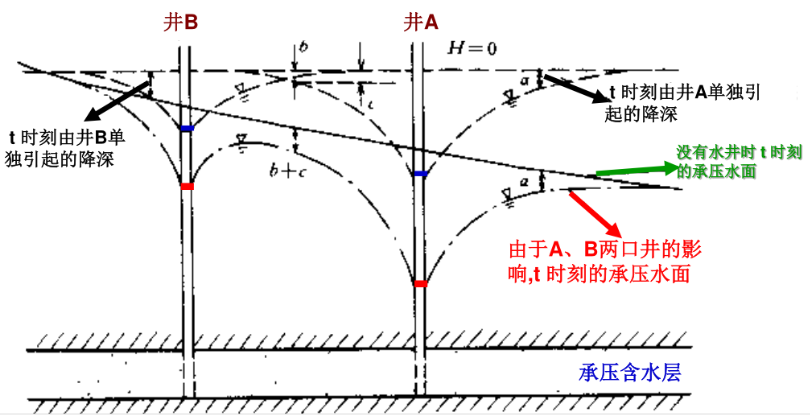 井B
井A
b
H=0
c
a
t 时刻由井A单独引
起的降深
t 时刻由井B单
独引起的降深
b+c
没有水井时 t 时刻
的承压水面
a
由于A、B两口井的影
响,t 时刻的承压水面
承压含水层